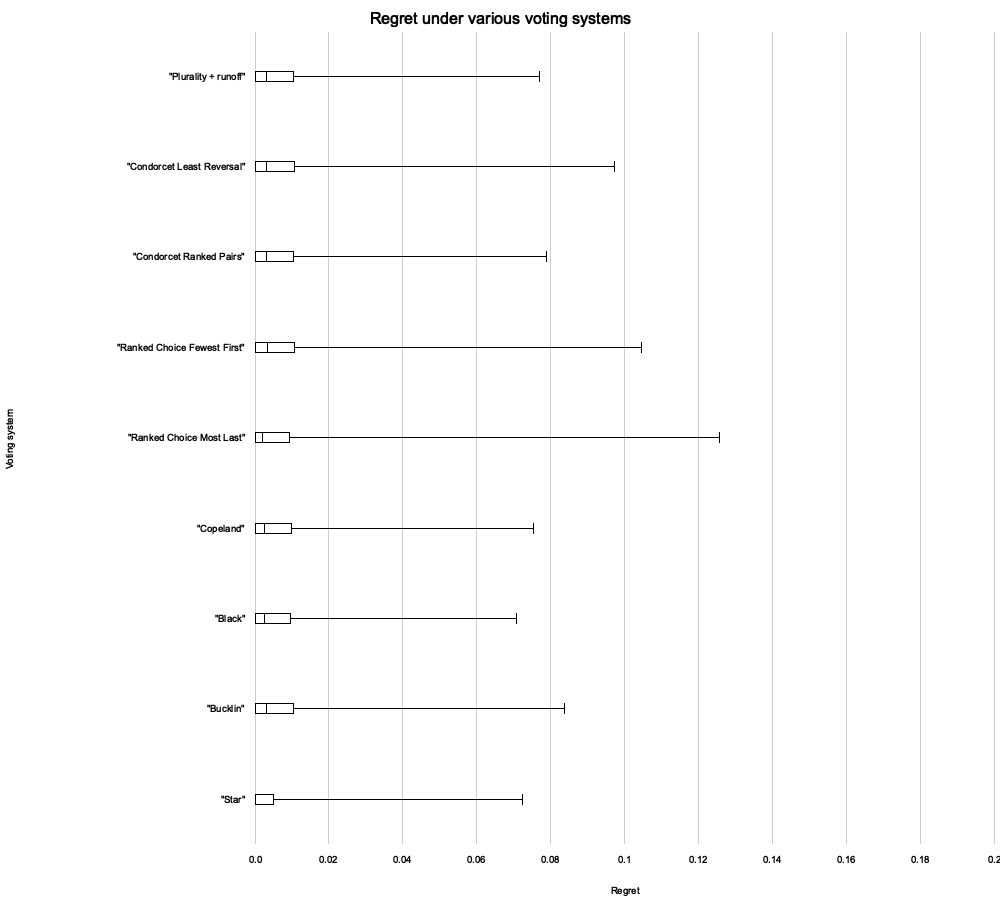 Regret under various voting systems
"Plurality + runoff"
"Condorcet Least Reversal"
"Condorcet Ranked Pairs"
"Ranked Choice Fewest First"
Voting system
"Ranked Choice Most Last"
"Copeland"
"Black"
"Bucklin"
"Star"
0.0 0.02 0.04 0.06 0.08 0.1 0.12 0.14 0.16 0.18 0.2
Regret